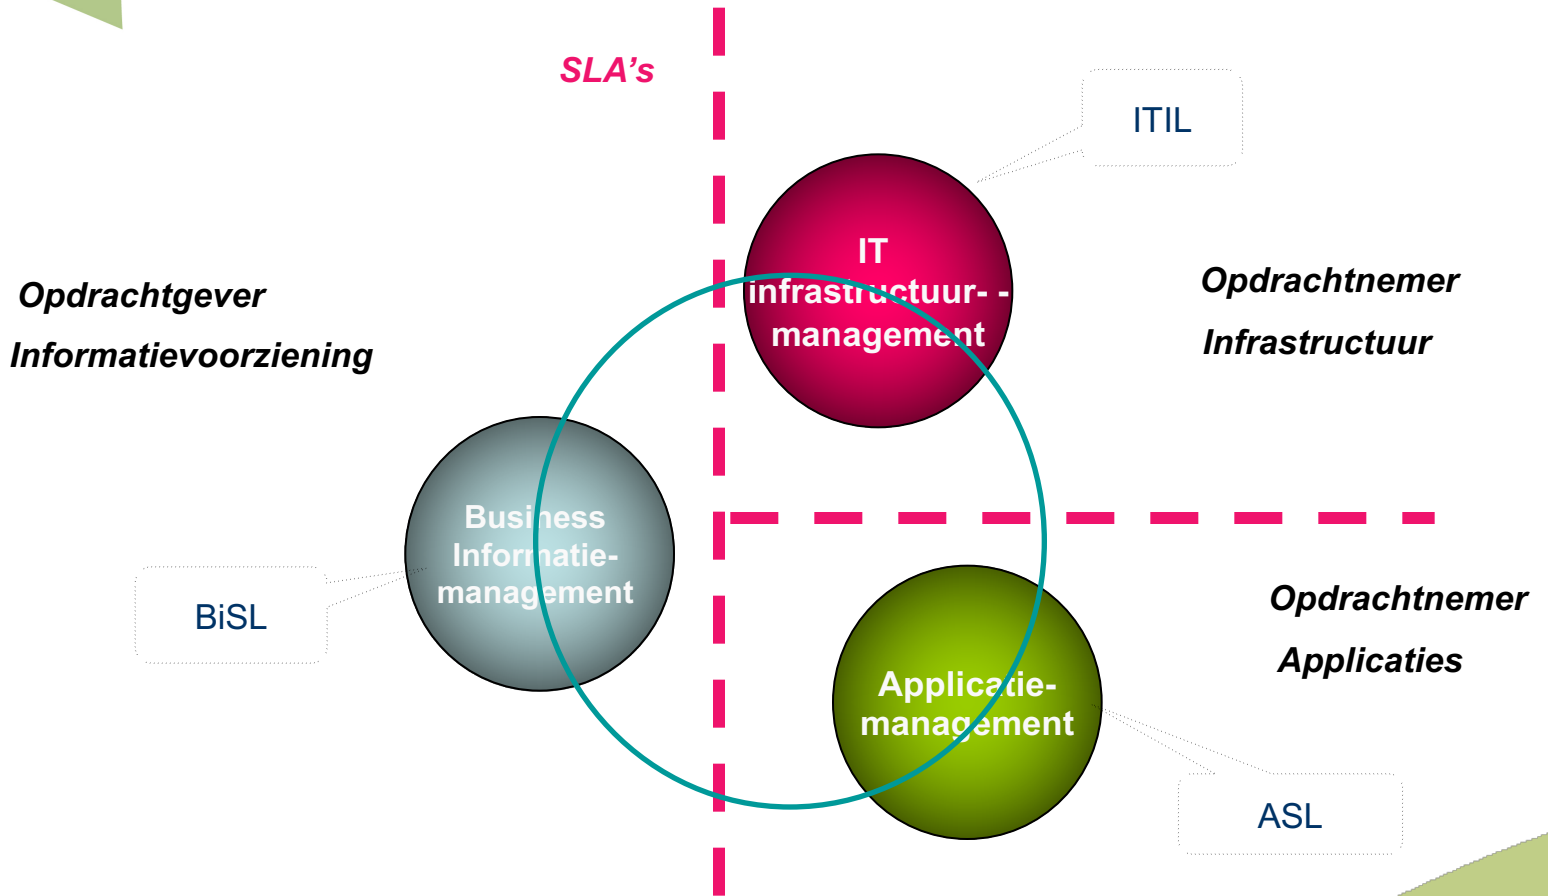 SLA's
ITIL
IT
infrastructuur- -
management
Opdrachtgever
Informatievoorziening
Opdrachtnemer
Infrastructuur
Business
Informatie-
management
BiSL
Opdrachtnemer
Applicaties
Applicatie-
management
ASL